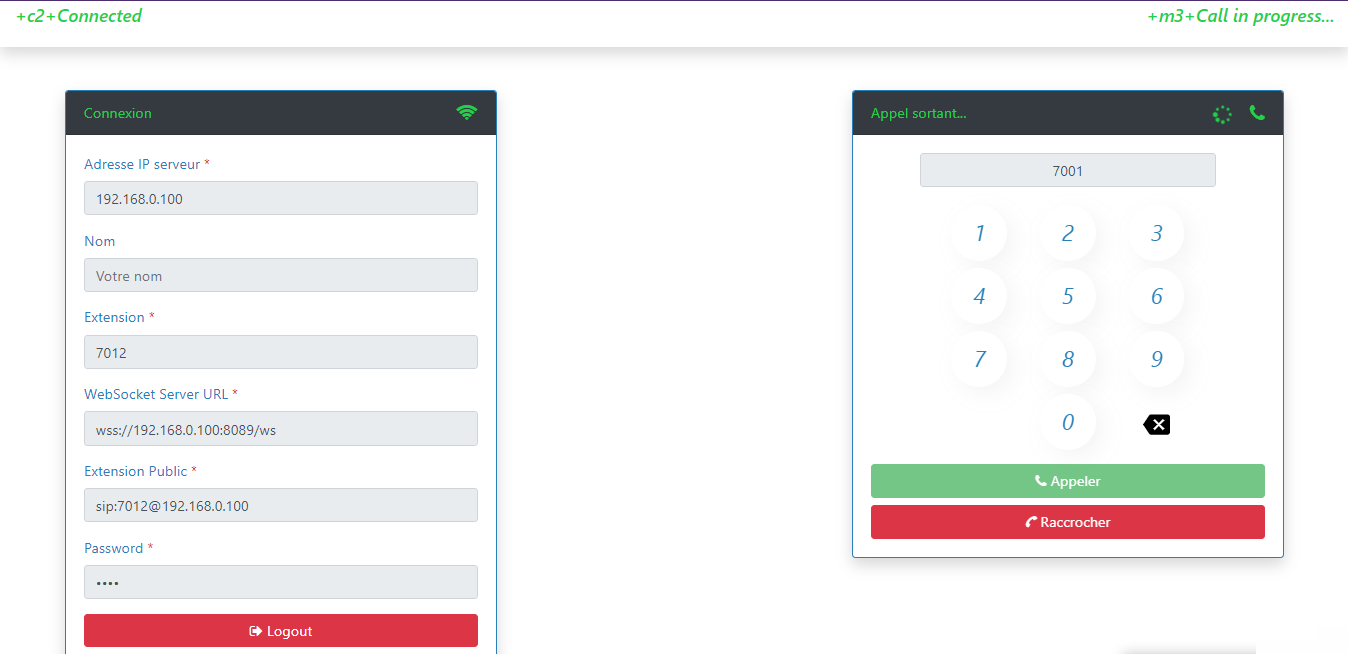 +c2+Connected
+m3+Call in progress...
Connexion
Adresse IP serveur *
192.168.0.100
Nom
Votre nom
Extension *
7012
WebSocket Server URL *
wss://192.168.0.100:8089/ws
Extension Public *
sip:7012@192.168.0.100
Password *
••••
Logout
Appel sortant...
7001
1 2 3
4 5 6
7 8 9
0
Appeler
Raccrocher